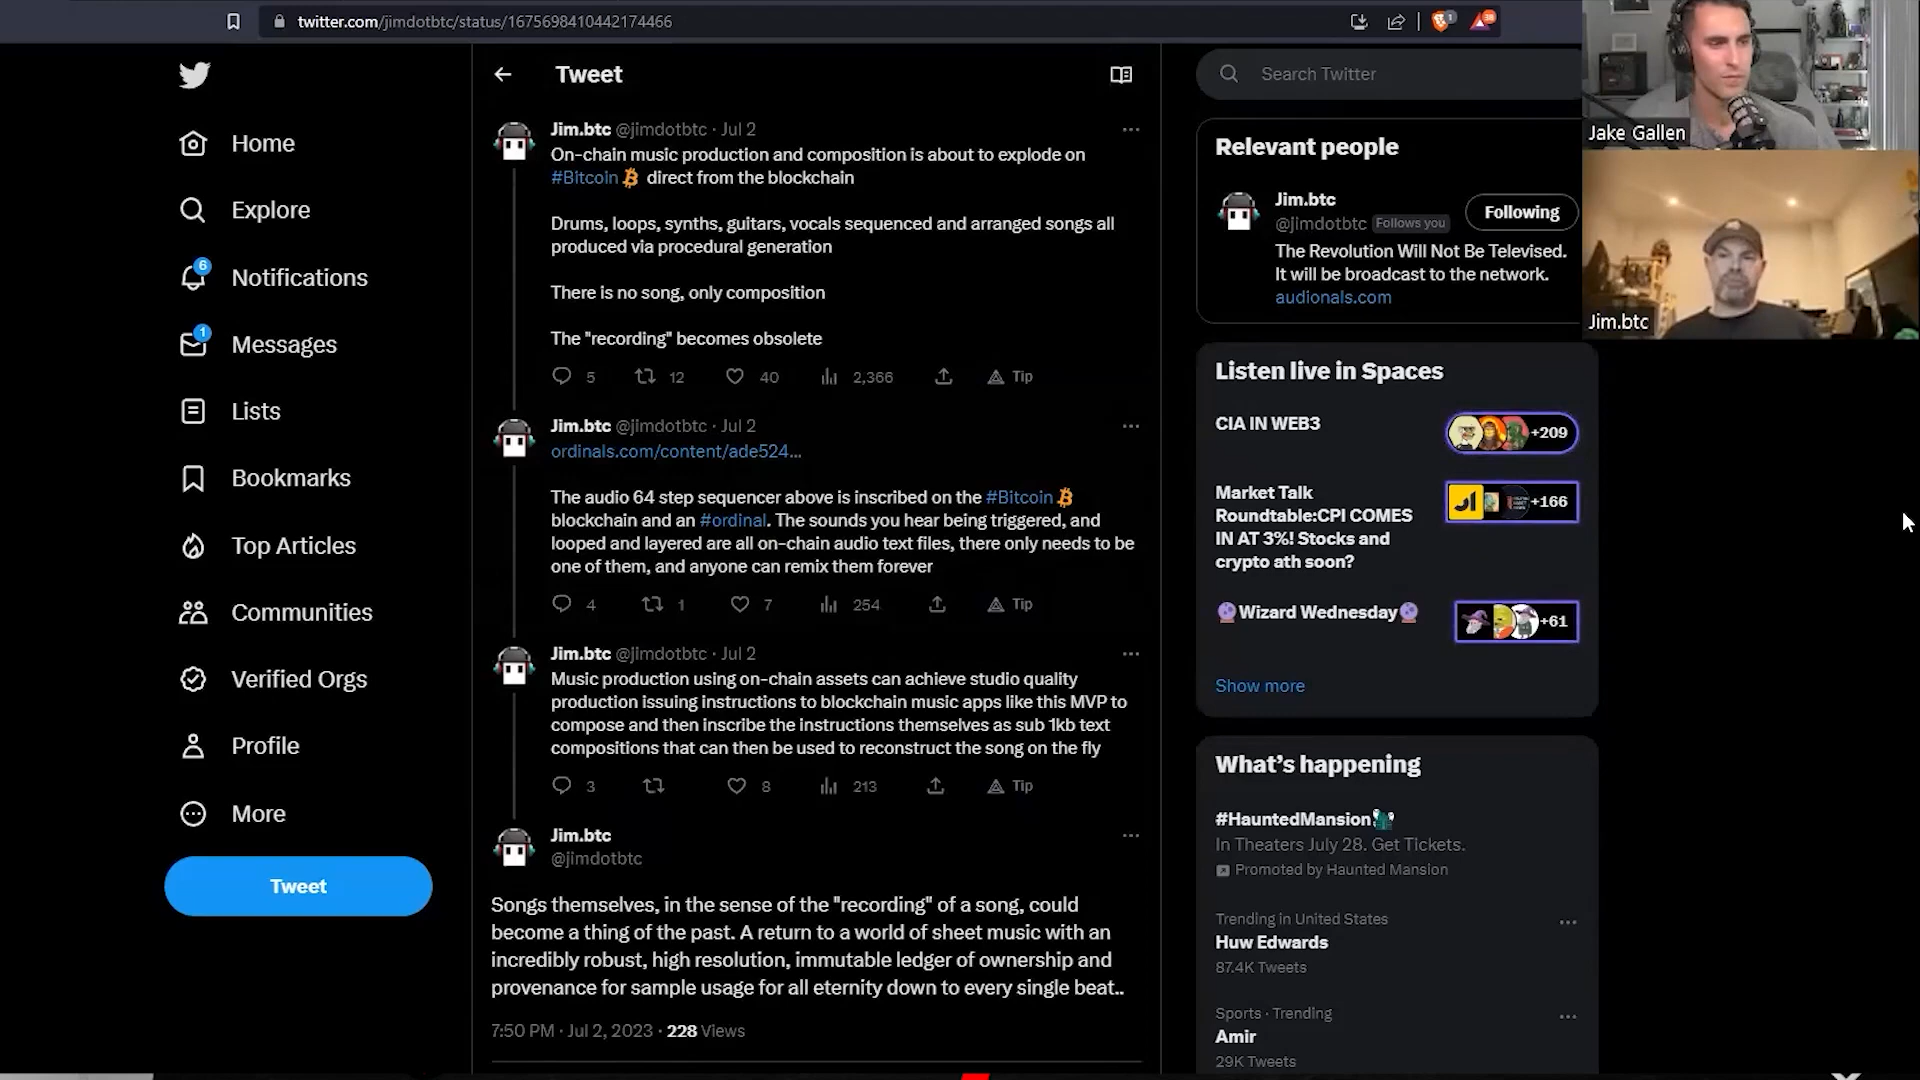 twitter.com/jimdotbtc/status/1675698410442174466
1
38
Home
Explore
6
Notifications
1
Messages
Lists
Bookmarks
Top Articles
Communities
Verified Orgs
Profile
More
Tweet
Tweet
Jim.btc @jimdotbtc · Jul 2
On-chain music production and composition is about to explode on
#Bitcoin direct from the blockchain
Drums, loops, synths, guitars, vocals sequenced and arranged songs all
produced via procedural generation
There is no song, only composition
The "recording" becomes obsolete
5 12 40 2,366 Tip
Jim.btc @jimdotbtc · Jul 2
ordinals.com/content/ade524...
The audio 64 step sequencer above is inscribed on the #Bitcoin
blockchain and an #ordinal. The sounds you hear being triggered, and
looped and layered are all on-chain audio text files, there only needs to be
one of them, and anyone can remix them forever
4 1 7 254 Tip
Jim.btc @jimdotbtc · Jul 2
Music production using on-chain assets can achieve studio quality
production issuing instructions to blockchain music apps like this MVP to
compose and then inscribe the instructions themselves as sub 1kb text
compositions that can then be used to reconstruct the song on the fly
3 8 213 Tip
Jim.btc
@jimdotbtc
Songs themselves, in the sense of the "recording" of a song, could
become a thing of the past. A return to a world of sheet music with an
incredibly robust, high resolution, immutable ledger of ownership and
provenance for sample usage for all eternity down to every single beat..
7:50 PM · Jul 2, 2023 · 228 Views
Search Twitter
Relevant people
Jim.btc
@jimdotbtc Follows you
Following
The Revolution Will Not Be Televised.
It will be broadcast to the network.
audionals.com
Listen live in Spaces
CIA IN WEB3
+209
Market Talk
Roundtable:CPI COMES
IN AT 3%! Stocks and
crypto ath soon?
+166
Wizard Wednesday
+61
Show more
What's happening
#HauntedMansion
In Theaters July 28. Get Tickets.
Promoted by Haunted Mansion
Trending in United States
Huw Edwards
87.4K Tweets
Sports · Trending
Amir
29K Tweets
Jake Gallen
Jim.btc